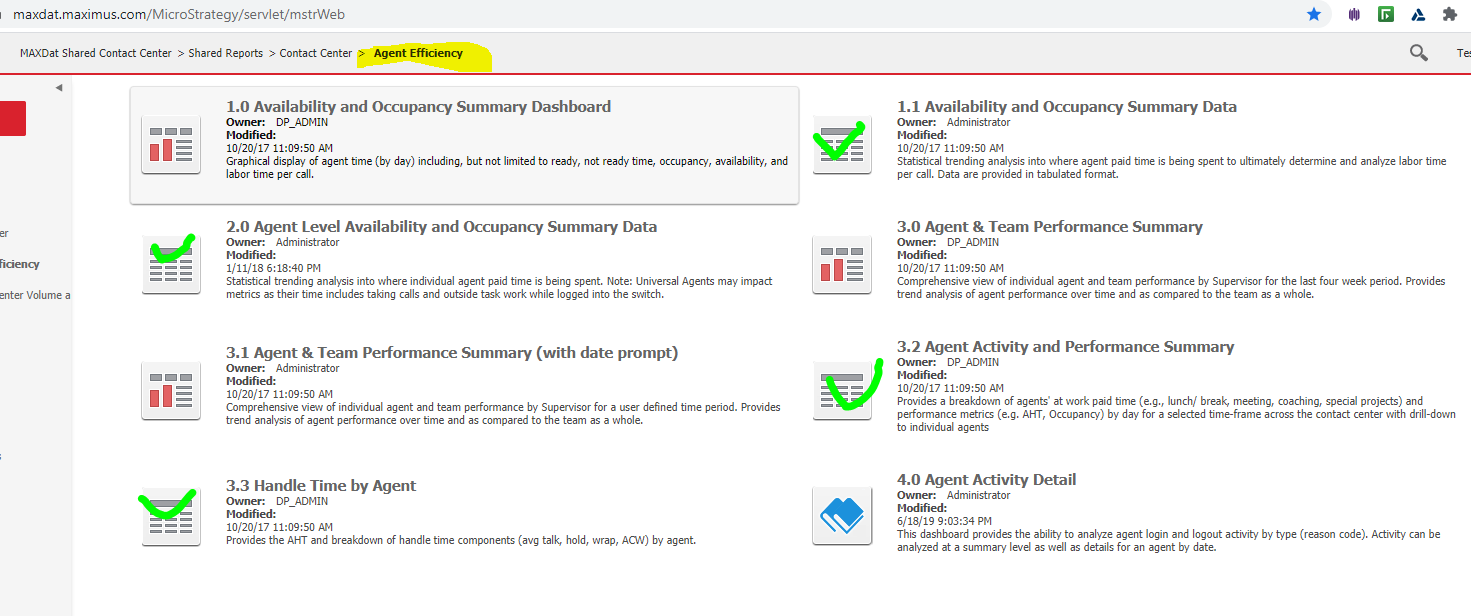 maxdat.maximus.com/MicroStrategy/servlet/mstrWeb
MAXDat Shared Contact Center > Shared Reports > Contact Center > Agent Efficiency
1.0 Availability and Occupancy Summary Dashboard
Owner: DP_ADMIN
Modified:
10/20/17 11:09:50 AM
Graphical display of agent time (by day) including, but not limited to ready, not ready time, occupancy, availability, and
labor time per call.
1.1 Availability and Occupancy Summary Data
Owner: Administrator
Modified:
10/20/17 11:09:50 AM
Statistical trending analysis into where agent paid time is being spent to ultimately determine and analyze labor time
per call. Data are provided in tabulated format.
er
ficiency
enter Volume a
2.0 Agent Level Availability and Occupancy Summary Data
Owner: Administrator
Modified:
1/11/18 6:18:40 PM
Statistical trending analysis into where individual agent paid time is being spent. Note: Universal Agents may impact
metrics as their time includes taking calls and outside task work while logged into the switch.
3.0 Agent & Team Performance Summary
Owner: DP_ADMIN
Modified:
10/20/17 11:09:50 AM
Comprehensive view of individual agent and team performance by Supervisor for the last four week period. Provides
trend analysis of agent performance over time and as compared to the team as a whole.
3.1 Agent & Team Performance Summary (with date prompt)
Owner: Administrator
Modified:
10/20/17 11:09:50 AM
Comprehensive view of individual agent and team performance by Supervisor for a user defined time period. Provides
trend analysis of agent performance over time and as compared to the team as a whole.
3.2 Agent Activity and Performance Summary
Owner: DP_ADMIN
Modified:
10/20/17 11:09:50 AM
Provides a breakdown of agents' at work paid time (e.g., lunch/ break, meeting, coaching, special projects) and
performance metrics (e.g. AHT, Occupancy) by day for a selected time-frame across the contact center with drill-down
to individual agents
3.3 Handle Time by Agent
Owner: DP_ADMIN
Modified:
10/20/17 11:09:50 AM
Provides the AHT and breakdown of handle time components (avg talk, hold, wrap, ACW) by agent.
4.0 Agent Activity Detail
Owner: Administrator
Modified:
6/18/19 9:03:34 PM
This dashboard provides the ability to analyze agent login and logout activity by type (reason code). Activity can be
analyzed at a summary level as well as details for an agent by date.